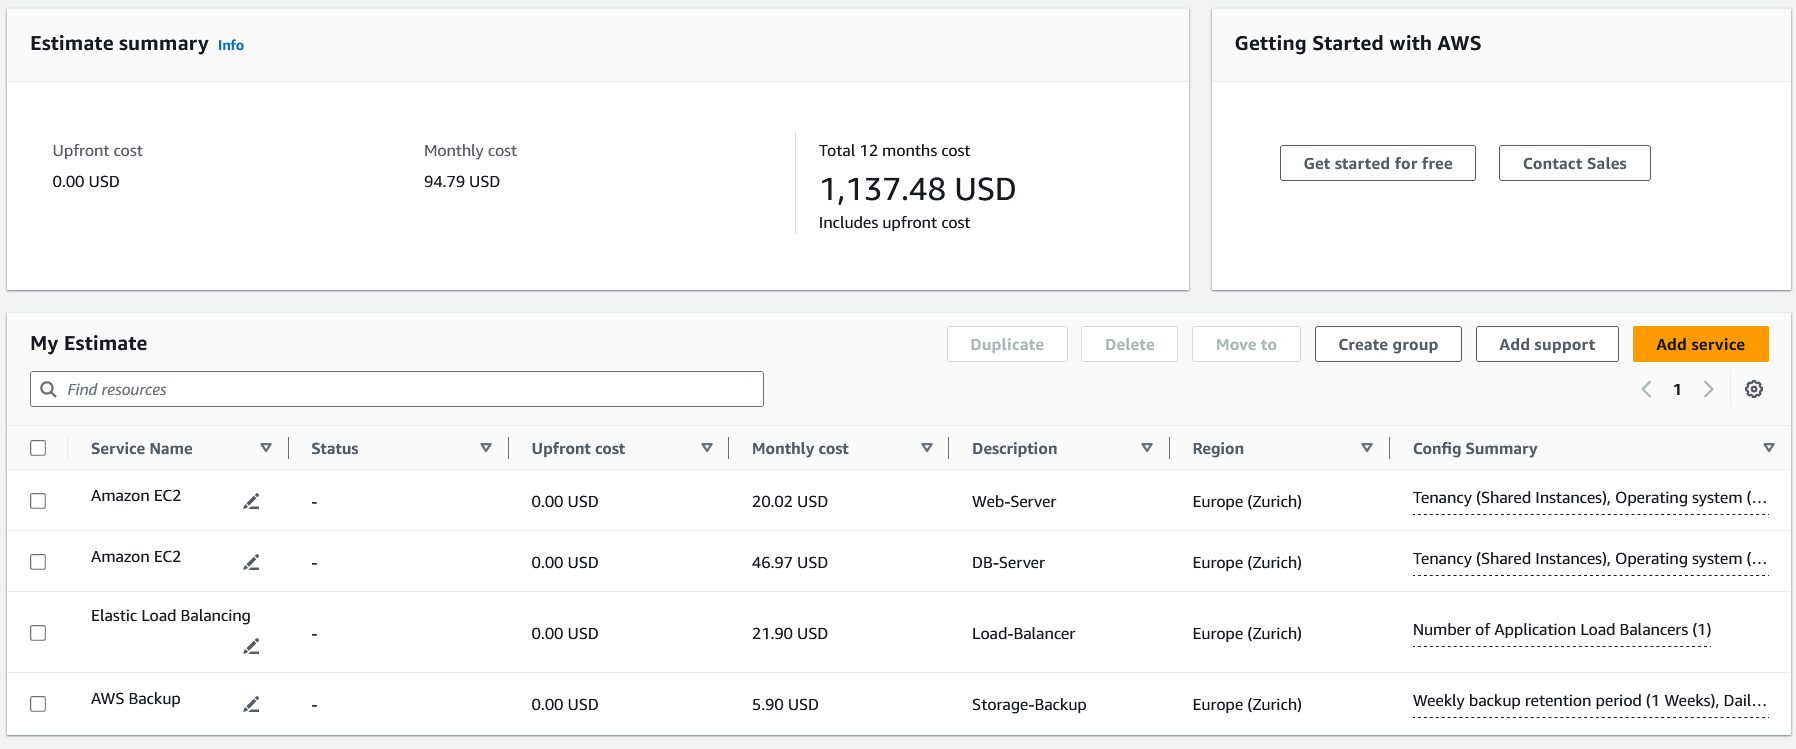 Estimate summary Info
Getting Started with AWS
Upfront cost
0.00 USD
Monthly cost
94.79 USD
Total 12 months cost
1,137.48 USD
Includes upfront cost
Get started for free
Contact Sales
My Estimate
Duplicate
Delete
Move to
Create group
Add support
Add service
Find resources
1
Service Name Status Upfront cost Monthly cost Description Region Config Summary
Amazon EC2 - 0.00 USD 20.02 USD Web-Server Europe (Zurich) Tenancy (Shared Instances), Operating system (...
Amazon EC2 - 0.00 USD 46.97 USD DB-Server Europe (Zurich) Tenancy (Shared Instances), Operating system (...
Elastic Load Balancing - 0.00 USD 21.90 USD Load-Balancer Europe (Zurich) Number of Application Load Balancers (1)
AWS Backup - 0.00 USD 5.90 USD Storage-Backup Europe (Zurich) Weekly backup retention period (1 Weeks), Dail...